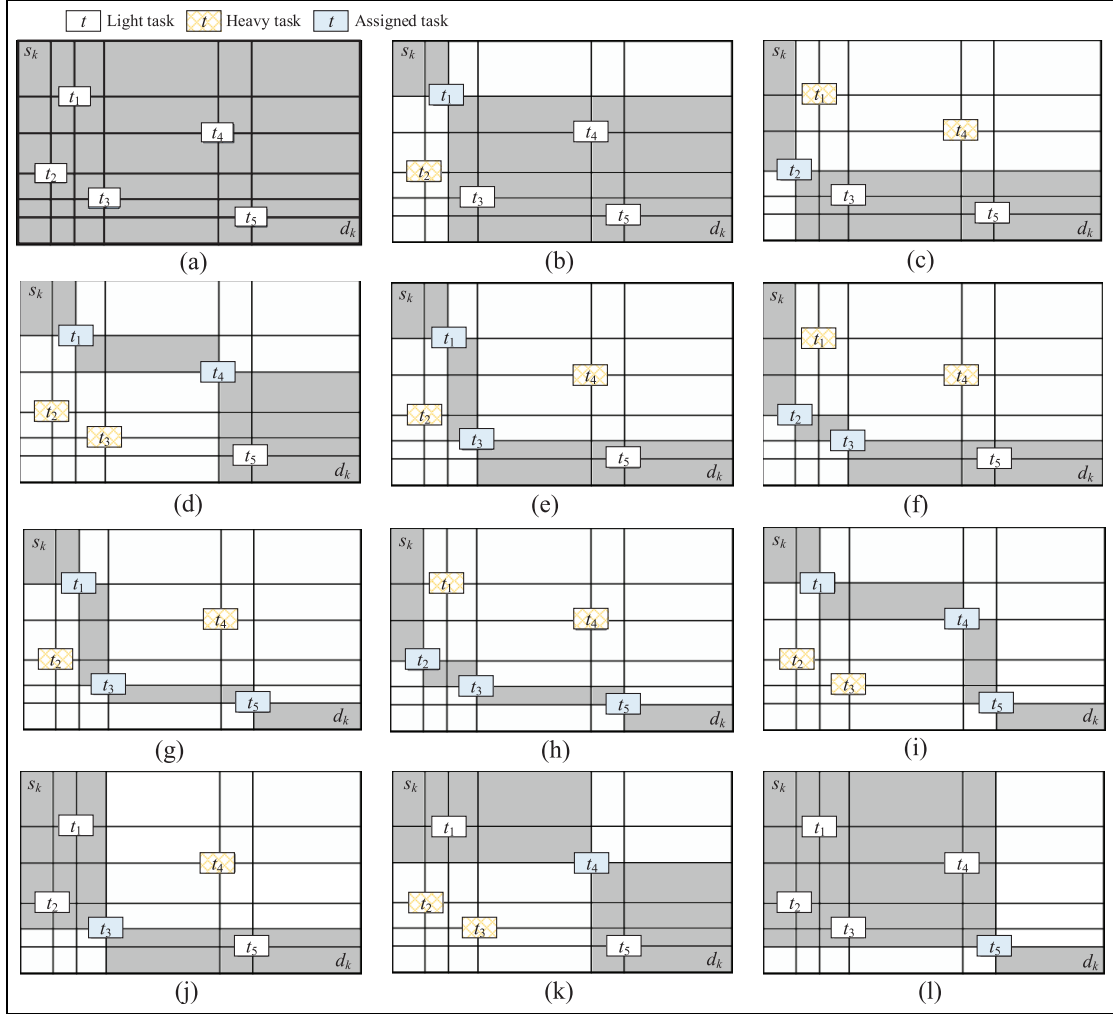 t Light task t Heavy task t Assigned task
s_k
t_1
t_4
t_2
t_3
t_5
d_k
(a)
s_k
t_1
t_4
t_2
t_3
t_5
d_k
(b)
s_k
t_1
t_4
t_2
t_3
t_5
d_k
(c)
s_k
t_1
t_4
t_2
t_3
t_5
d_k
(d)
s_k
t_1
t_4
t_2
t_3
t_5
d_k
(e)
s_k
t_1
t_4
t_2
t_3
t_5
d_k
(f)
s_k
t_1
t_4
t_2
t_3
t_5
d_k
(g)
s_k
t_1
t_4
t_2
t_3
t_5
d_k
(h)
s_k
t_1
t_4
t_2
t_3
t_5
d_k
(i)
s_k
t_1
t_4
t_2
t_3
t_5
d_k
(j)
s_k
t_1
t_4
t_2
t_3
t_5
d_k
(k)
s_k
t_1
t_4
t_2
t_3
t_5
d_k
(l)